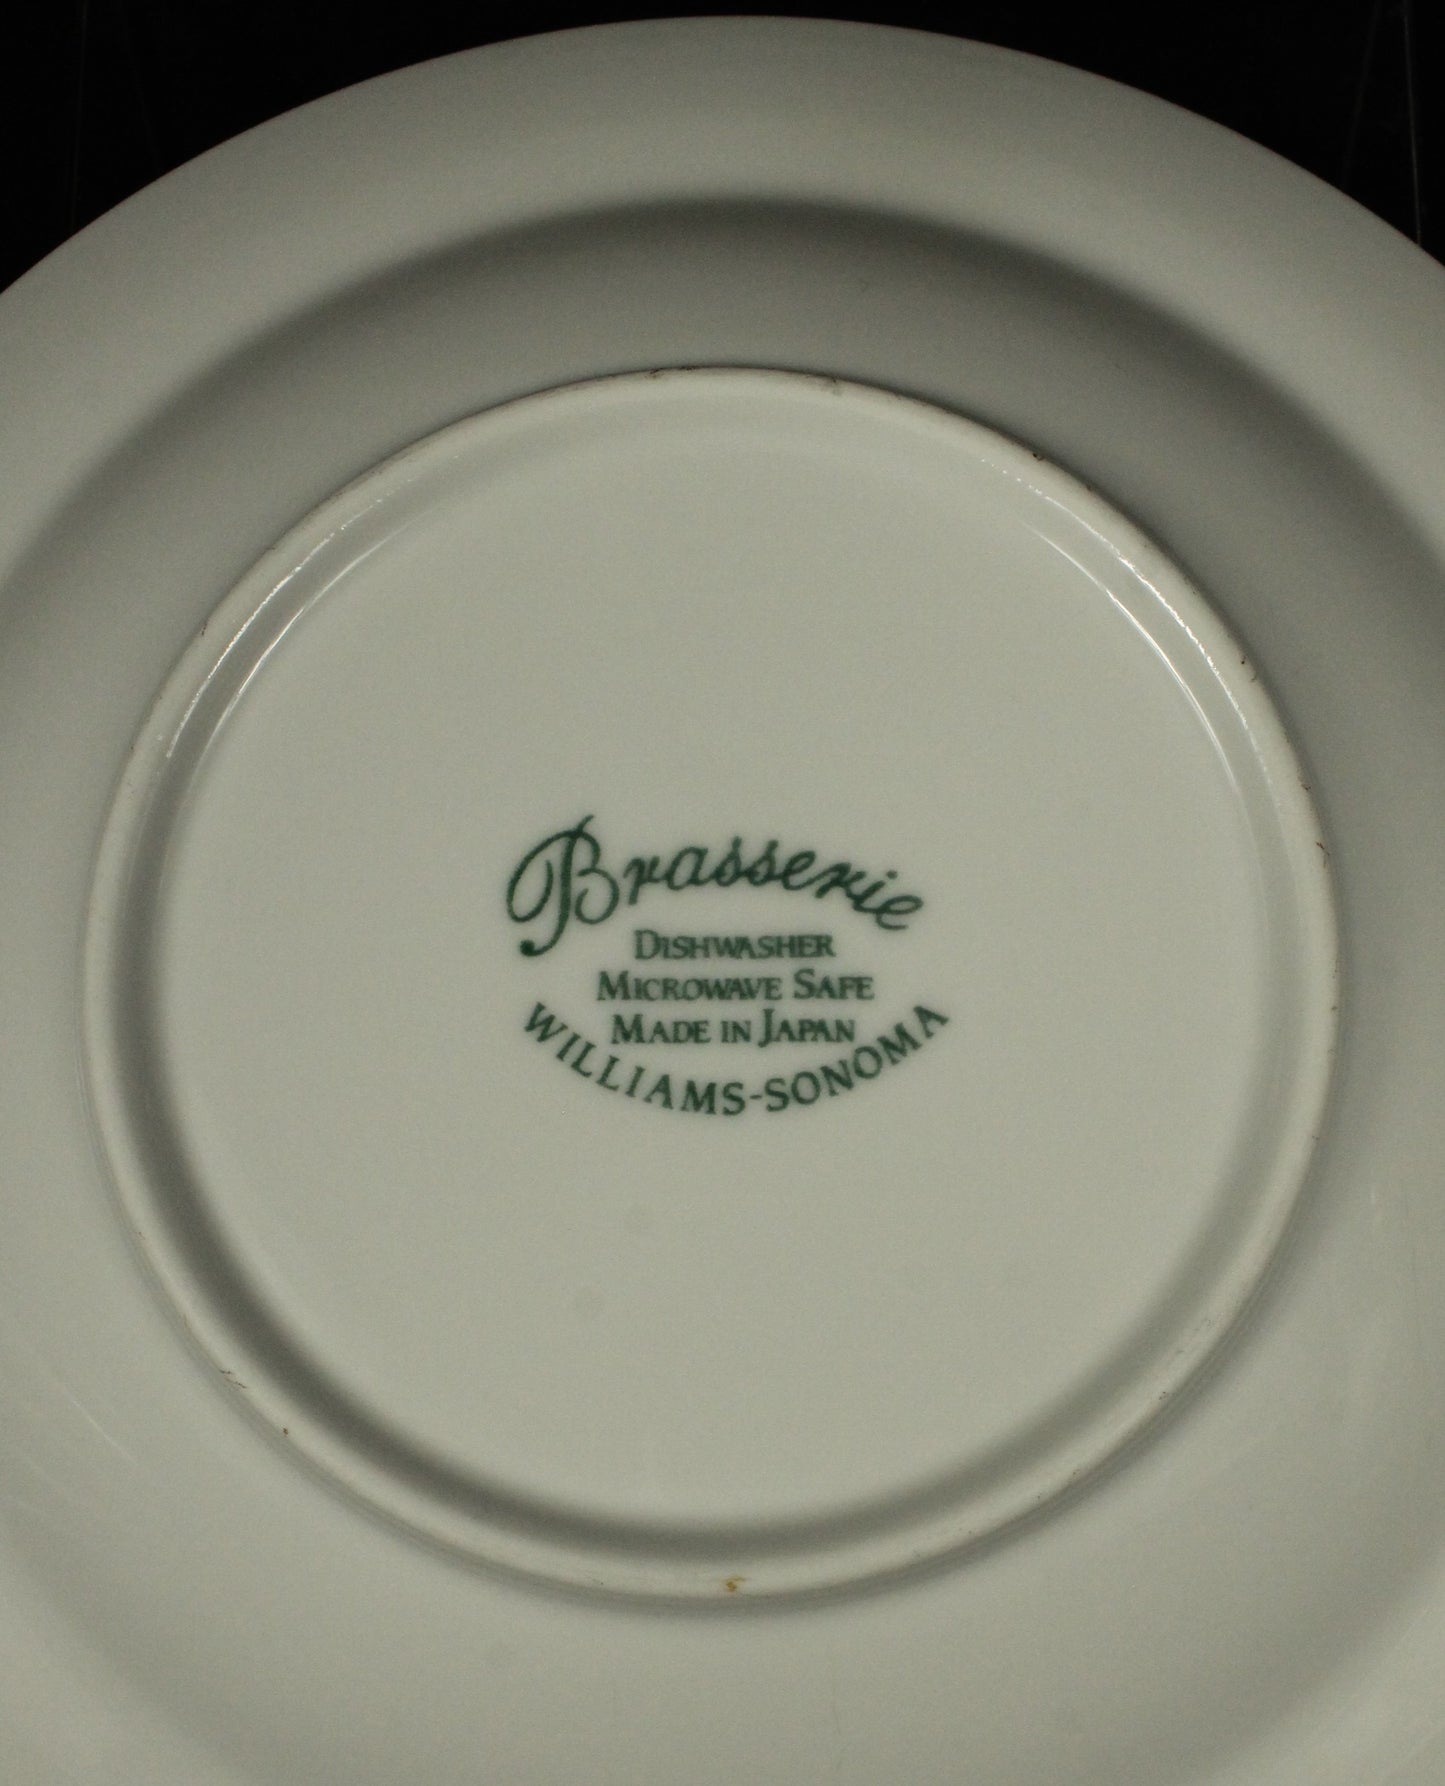 Brasserie
DISHWASHER
MICROWAVE SAFE
MADE IN JAPAN
WILLIAMS-SONOMA